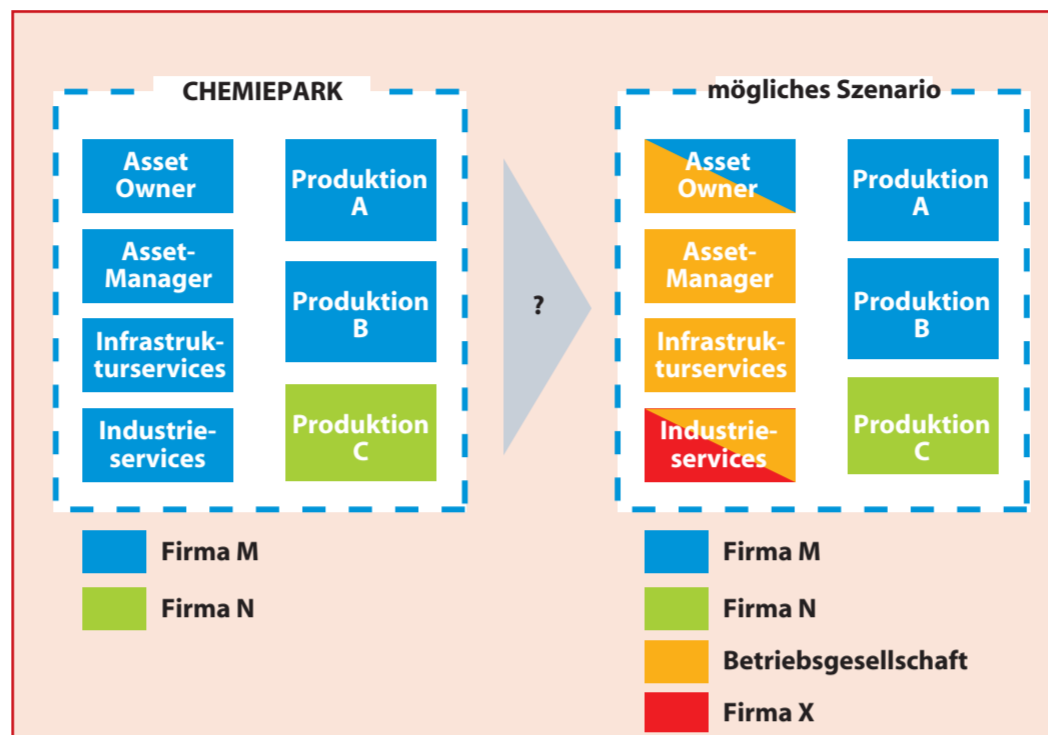 CHEMIEPARK
Asset
Owner
Asset-
Manager
Infrastruk-
turservices
Industrie-
services
Produktion
A
Produktion
B
Produktion
C
Firma M
Firma N
?
mögliches Szenario
Asset
Owner
Asset-
Manager
Infrastruk-
turservices
Industrie-
services
Produktion
A
Produktion
B
Produktion
C
Firma M
Firma N
Betriebsgesellschaft
Firma X